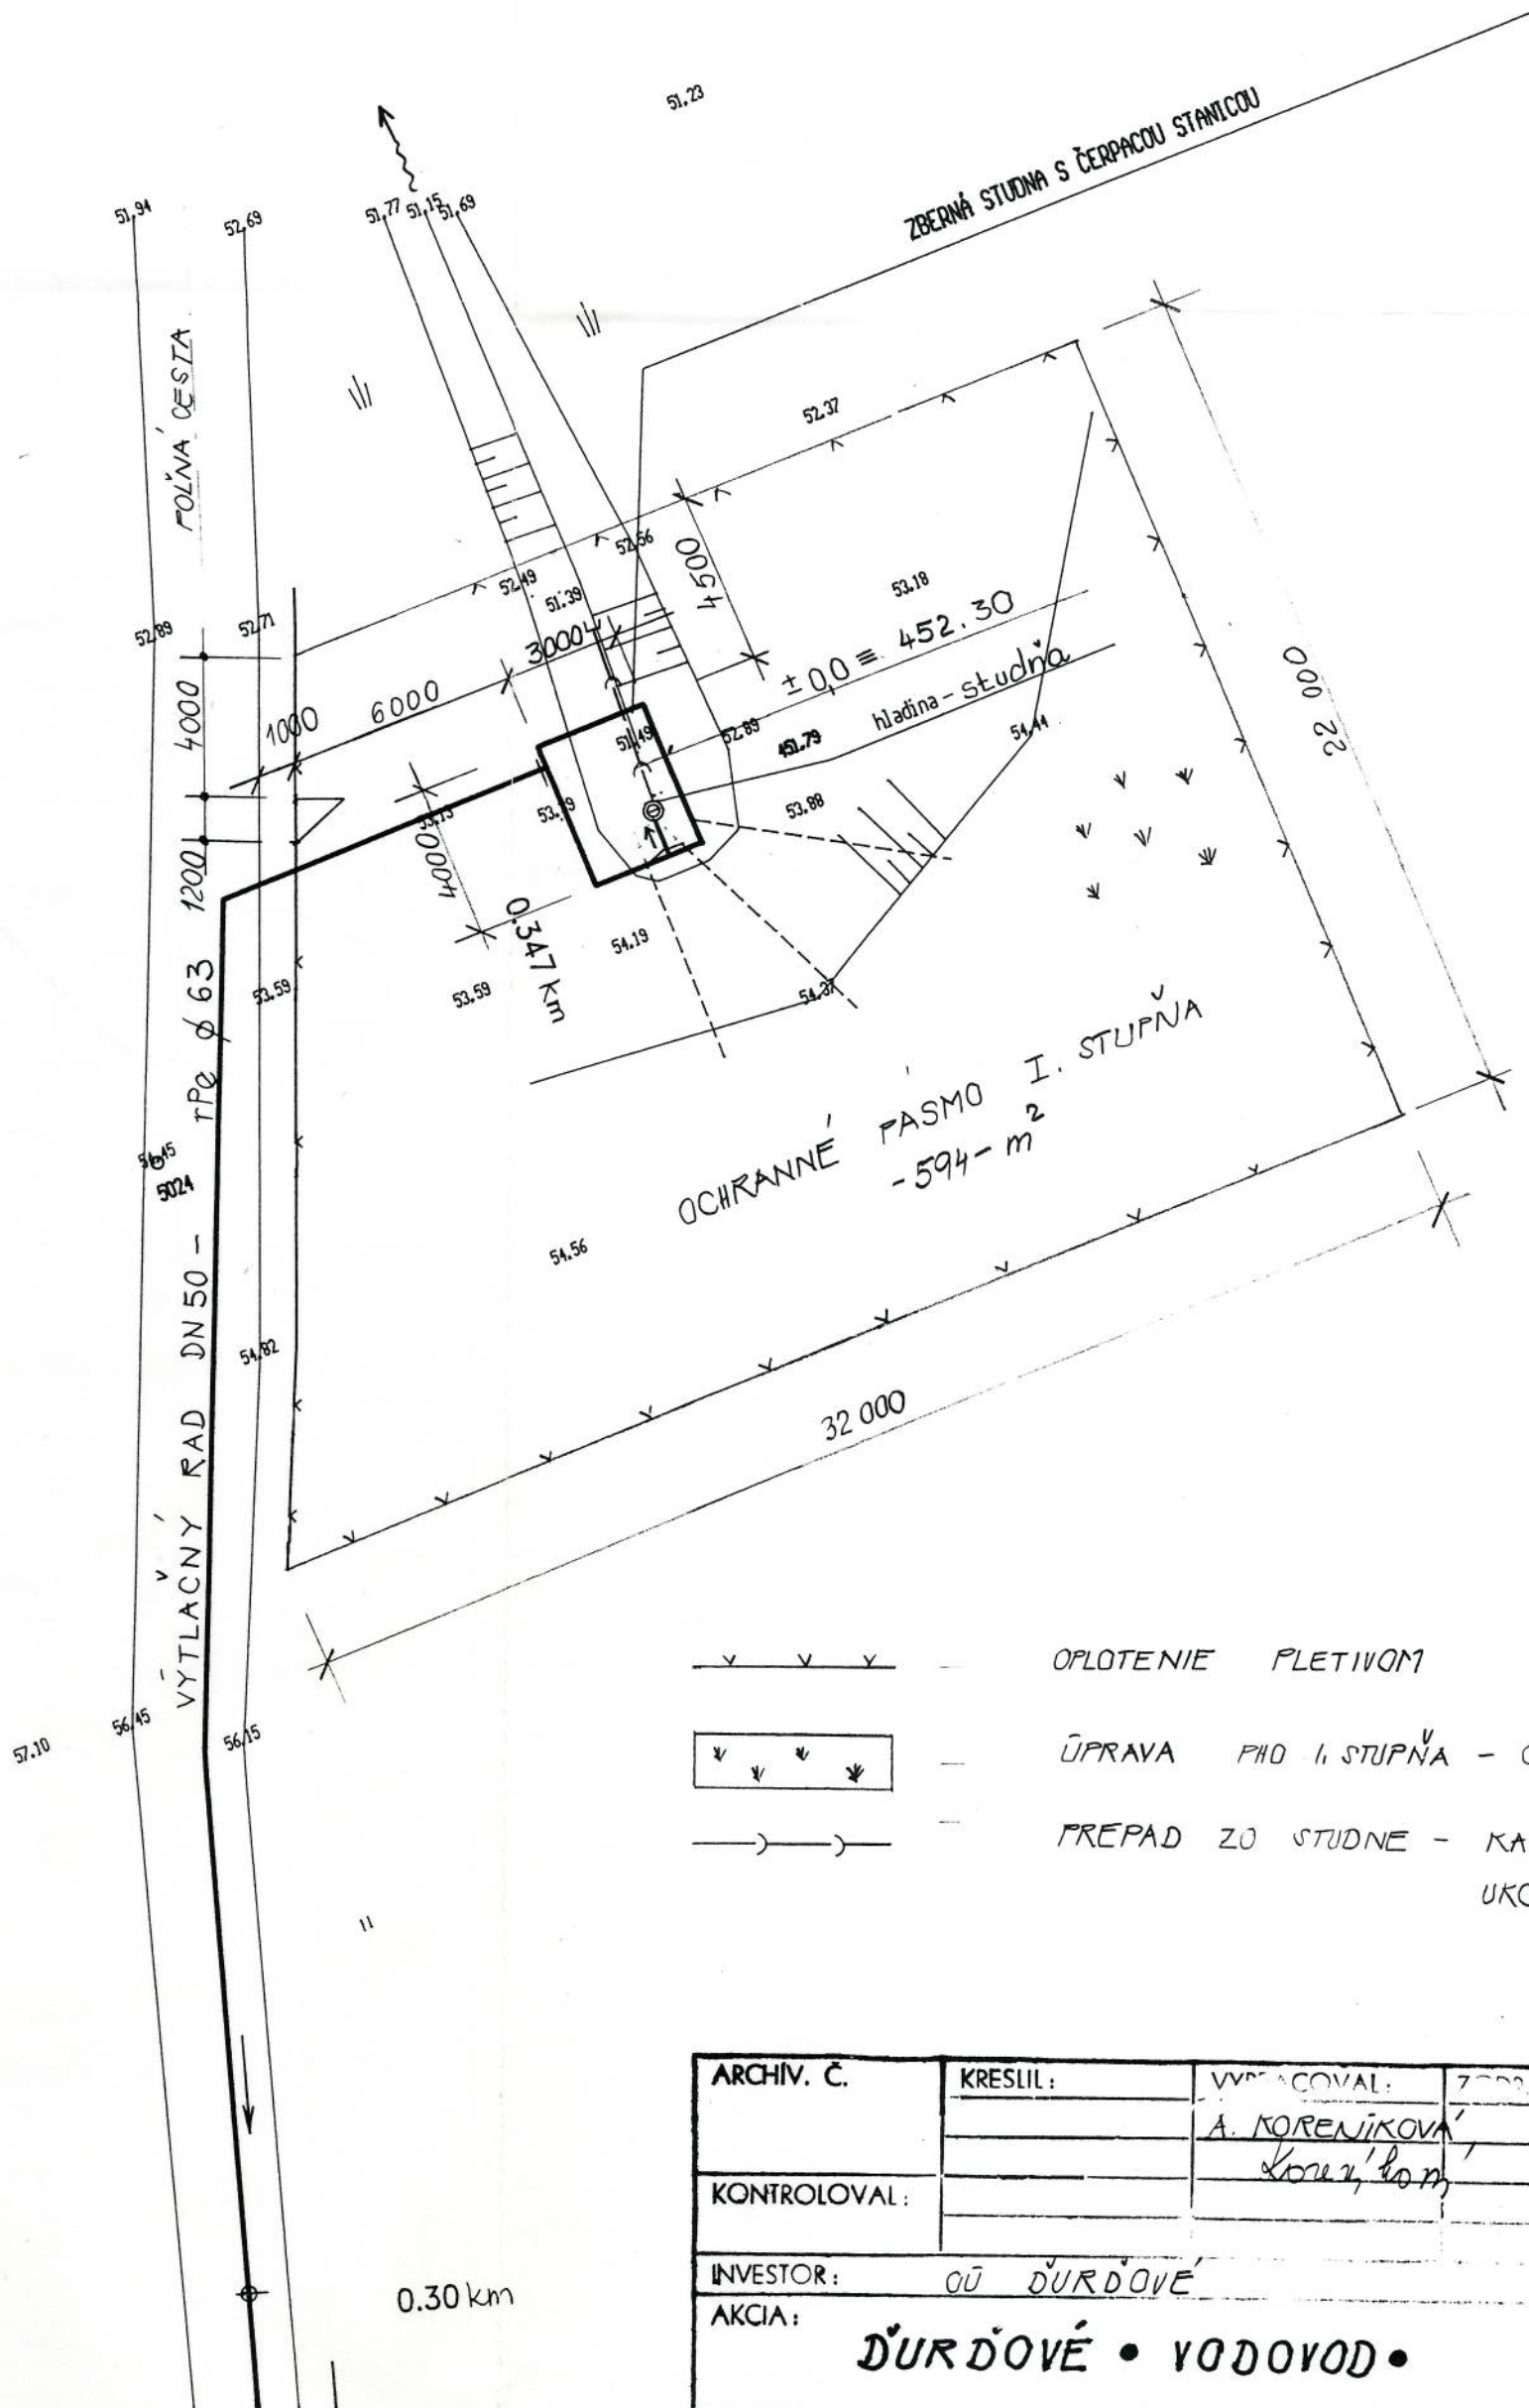 51.23
ZBERNÁ STUDNA S ČERPACOU STANICOU
51.94
52.69
51.77 51.15 51.69
POĽNÁ CESTA
52.37
4500
52.66
52.49
51.39
53.18
52.89
52.71
3000
±0,0 ≡ 452.30
hladina - studňa
451.79
22 000
4000
1000
6000
51.49
52.89
54.44
53.88
53.13
4000
1200
0.347 km
54.19
53.59
53.59
54.37
OCHRANNÉ PÁSMO I. STUPŇA
- 594 - m²
5024
54.56
54.82
VÝTLAČNÝ RAD DN 50 - rPe ϕ 63
32 000
56.45
56.15
57.10
OPLOTENIE PLETIVOM
ÚPRAVA PHO I. STUPŇA -
PREPAD ZO STUDNE - KA
UKO
11
0.30 km
ARCHÍV. Č.
KRESLIL:
VYPRACOVAL:
A. KORENÍKOVÁ
KONTROLOVAL:
INVESTOR: OÚ ĎURĎOVÉ
AKCIA:
ĎURĎOVÉ • VODOVOD •